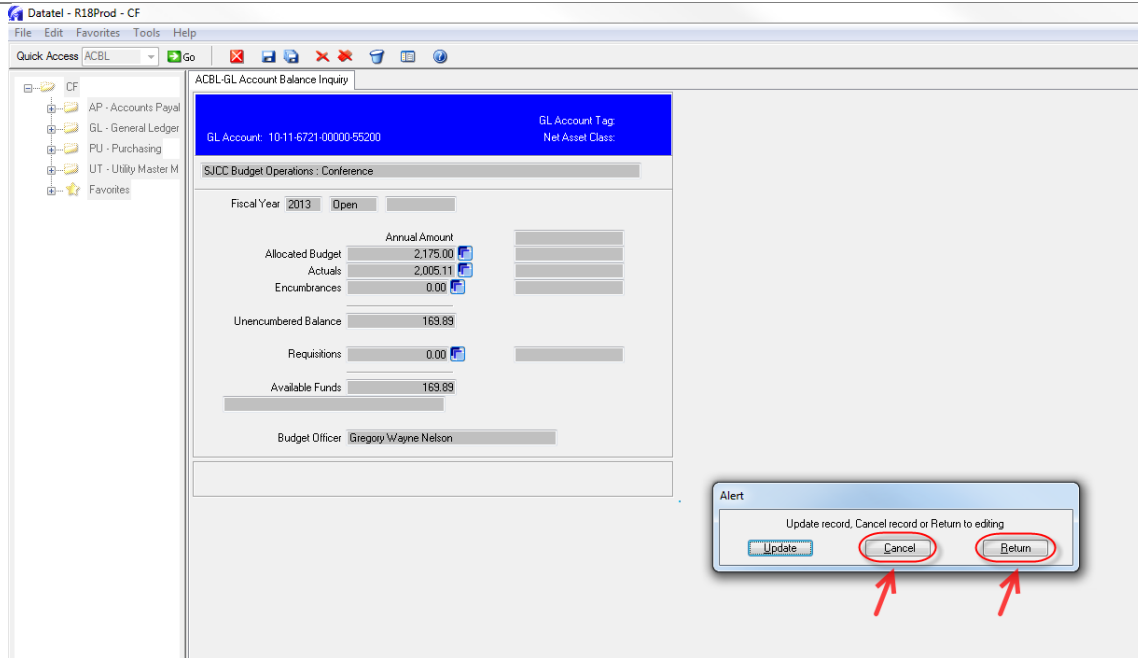 Datatel - R18Prod - CF
File Edit Favorites Tools Help
Quick Access ACBL Go
CF
AP - Accounts Payal
GL - General Ledger
PU - Purchasing
UT - Utility Master M
Favorites
ACBL-GL Account Balance Inquiry
GL Account Tag:
GL Account: 10-11-6721-00000-55200 Net Asset Class:
SJCC Budget Operations : Conference
Fiscal Year 2013 Open
Annual Amount
Allocated Budget 2,175.00
Actuals 2,005.11
Encumbrances 0.00
Unencumbered Balance 169.89
Requisitions 0.00
Available Funds 169.89
Budget Officer Gregory Wayne Nelson
Alert
Update record, Cancel record or Return to editing
Update Cancel Return